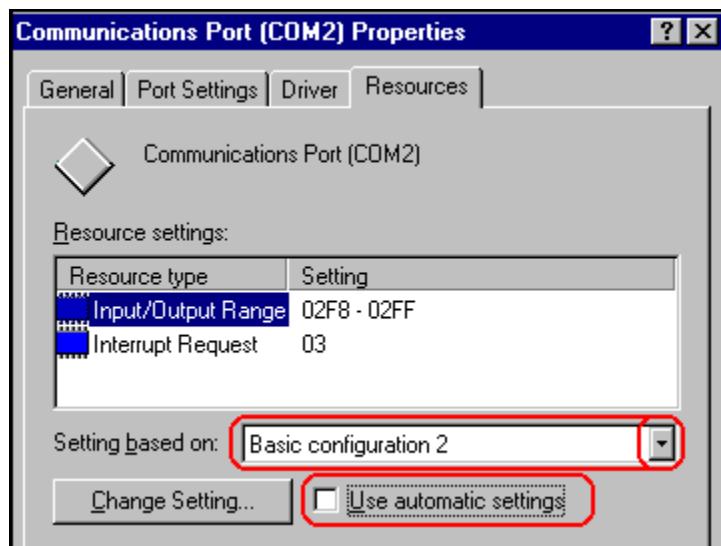 Communications Port (COM2) Properties ? ×
General Port Settings Driver Resources
Communications Port (COM2)
Resource settings:
Resource type Setting
Input/Output Range 02F8 - 02FF
Interrupt Request 03
Setting based on: Basic configuration 2
Change Setting... Use automatic settings